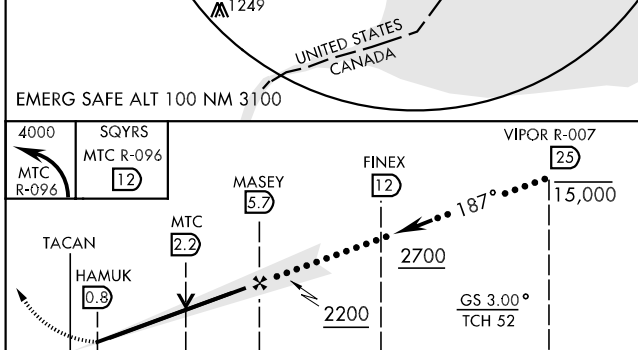 1249
UNITED STATES
CANADA
EMERG SAFE ALT 100 NM 3100
4000
MTC
R-096
SQYRS
MTC R-096
12
VIPOR R-007
25
15,000
FINEX
12
MASEY
5.7
187°
MTC
2.2
2700
TACAN
HAMUK
0.8
2200
GS 3.00°
TCH 52